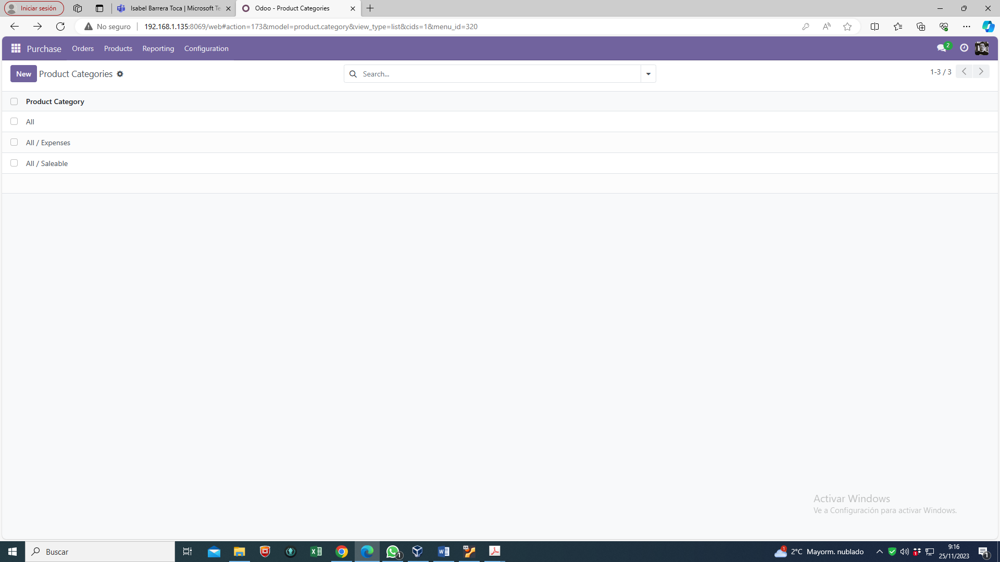 Iniciar sesión
Isabel Barrera Toca | Microsoft Te
Odoo - Product Categories
No seguro
192.168.1.135:8069/web#action=173&model=product.category&view_type=list&cids=1&menu_id=320
Purchase Orders Products Reporting Configuration
2
New Product Categories
Search...
1-3 / 3
Product Category
All
All / Expenses
All / Saleable
Activar Windows
Ve a Configuración para activar Windows.
Buscar
1
64
1
2°C Mayorm. nublado
1
9:16
25/11/2023
1